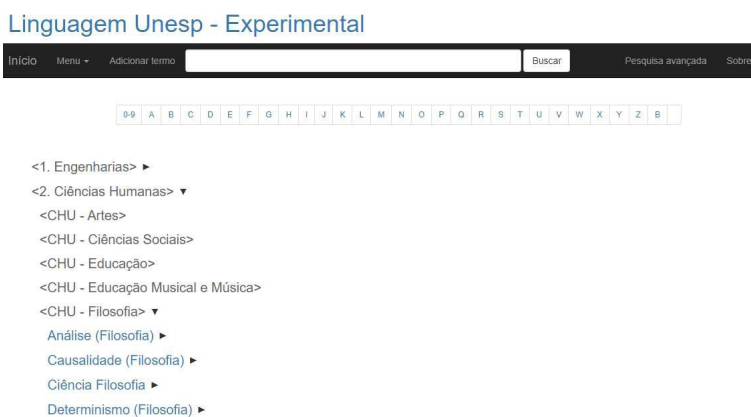 Linguagem Unesp - Experimental
Início Menu Adicionar termo Buscar Pesquisa avançada Sobre
0-9 A B C D E F G H I J K L M N O P Q R S T U V W X Y Z B
<1. Engenharias> ►
<2. Ciências Humanas> ▼
<CHU - Artes>
<CHU - Ciências Sociais>
<CHU - Educação>
<CHU - Educação Musical e Música>
<CHU - Filosofia> ▼
Análise (Filosofia) ►
Causalidade (Filosofia) ►
Ciência Filosofia ►
Determinismo (Filosofia) ►